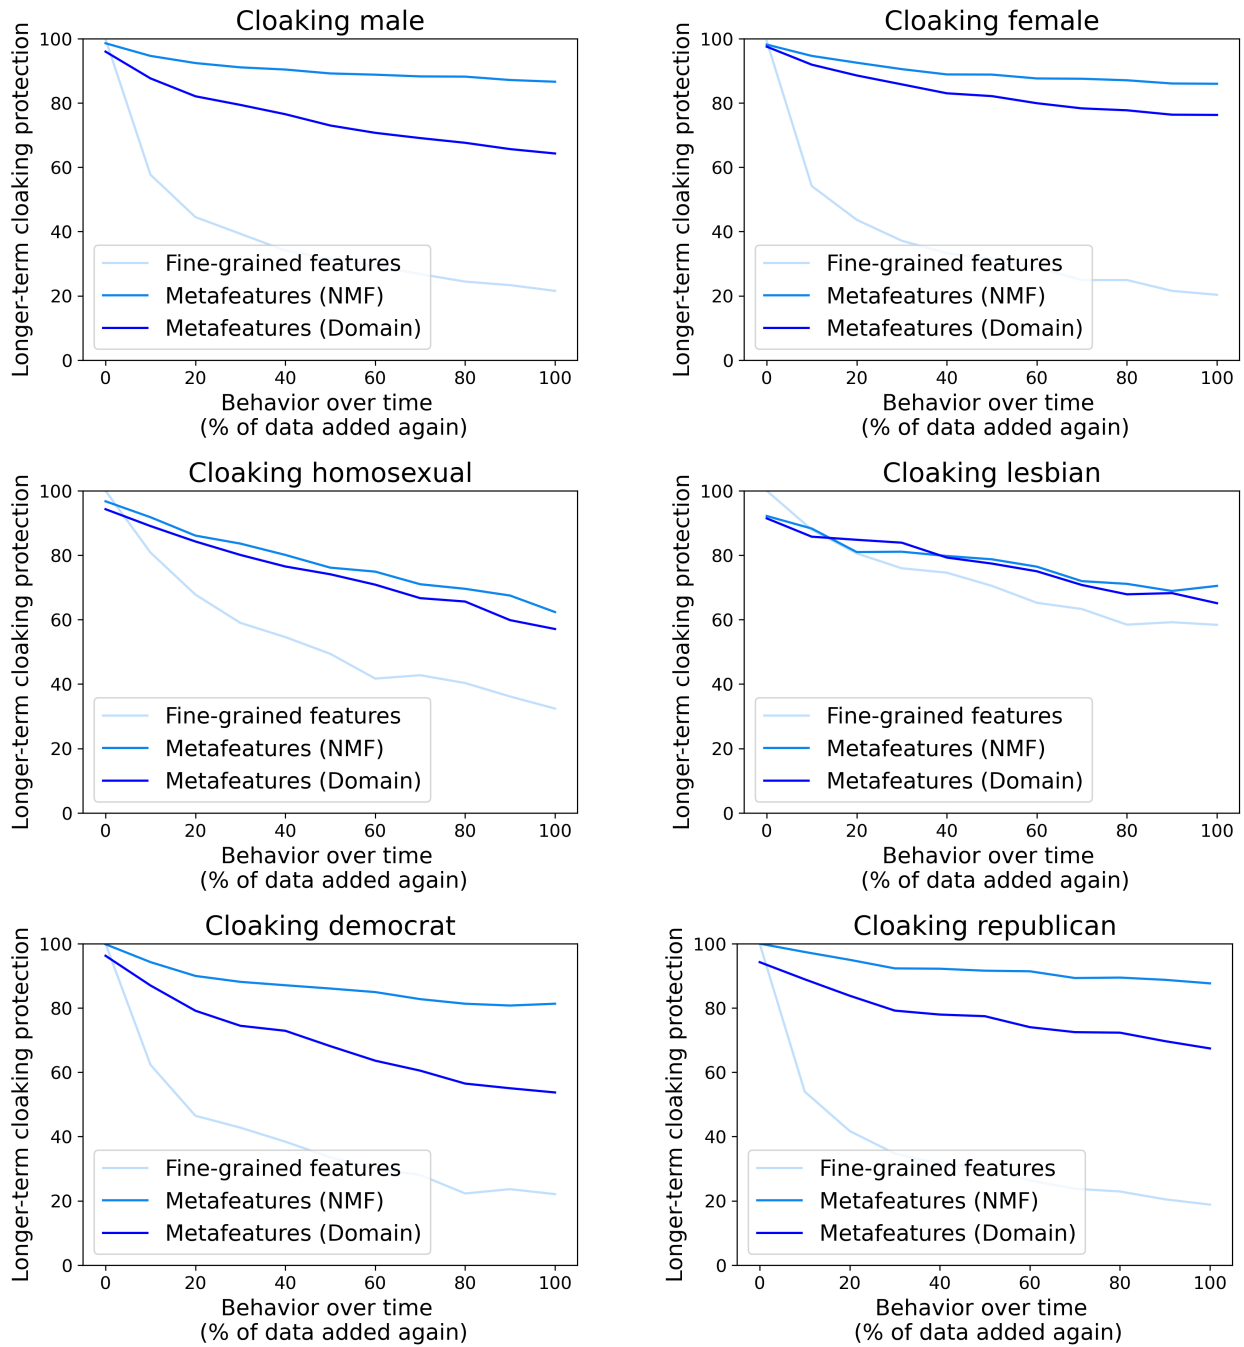 Cloaking male
Longer-term cloaking protection
100
80
60
40
20
0
Fine-grained features
Metafeatures (NMF)
Metafeatures (Domain)
0 20 40 60 80 100
Behavior over time
(% of data added again)
Cloaking female
Longer-term cloaking protection
100
80
60
40
20
0
Fine-grained features
Metafeatures (NMF)
Metafeatures (Domain)
0 20 40 60 80 100
Behavior over time
(% of data added again)
Cloaking homosexual
Longer-term cloaking protection
100
80
60
40
20
0
Fine-grained features
Metafeatures (NMF)
Metafeatures (Domain)
0 20 40 60 80 100
Behavior over time
(% of data added again)
Cloaking lesbian
Longer-term cloaking protection
100
80
60
40
20
0
Fine-grained features
Metafeatures (NMF)
Metafeatures (Domain)
0 20 40 60 80 100
Behavior over time
(% of data added again)
Cloaking democrat
Longer-term cloaking protection
100
80
60
40
20
0
Fine-grained features
Metafeatures (NMF)
Metafeatures (Domain)
0 20 40 60 80 100
Behavior over time
(% of data added again)
Cloaking republican
Longer-term cloaking protection
100
80
60
40
20
0
Fine-grained features
Metafeatures (NMF)
Metafeatures (Domain)
0 20 40 60 80 100
Behavior over time
(% of data added again)